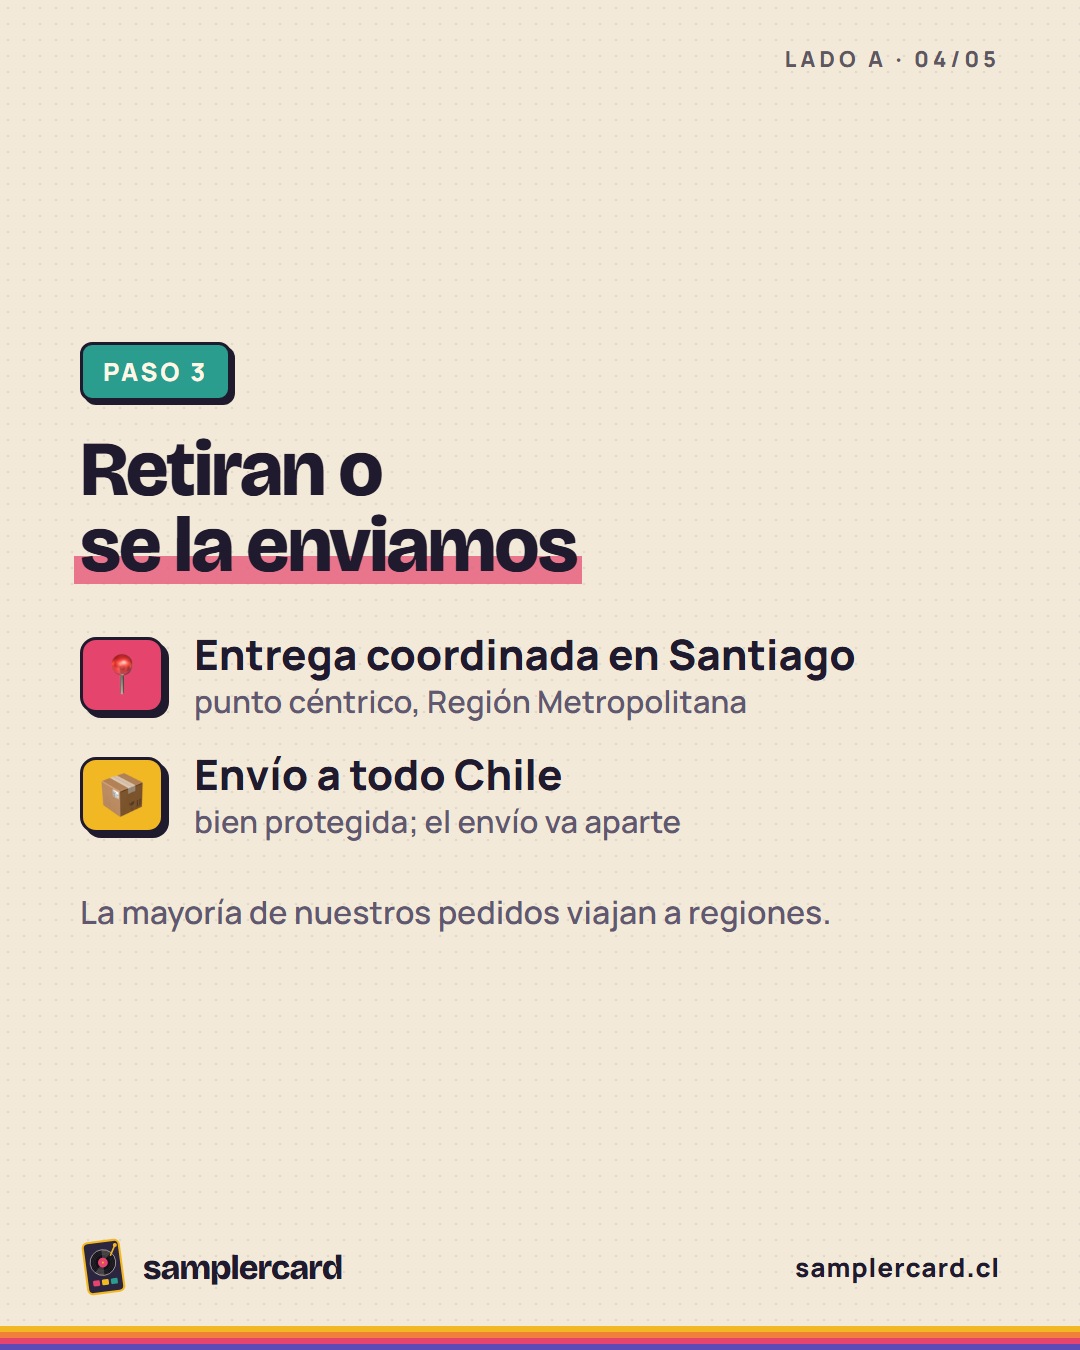 LADO A · 04/05
PASO 3
Retiran o
se la enviamos
Entrega coordinada en Santiago
punto céntrico, Región Metropolitana
Envío a todo Chile
bien protegida; el envío va aparte
La mayoría de nuestros pedidos viajan a regiones.
samplercard
samplercard.cl